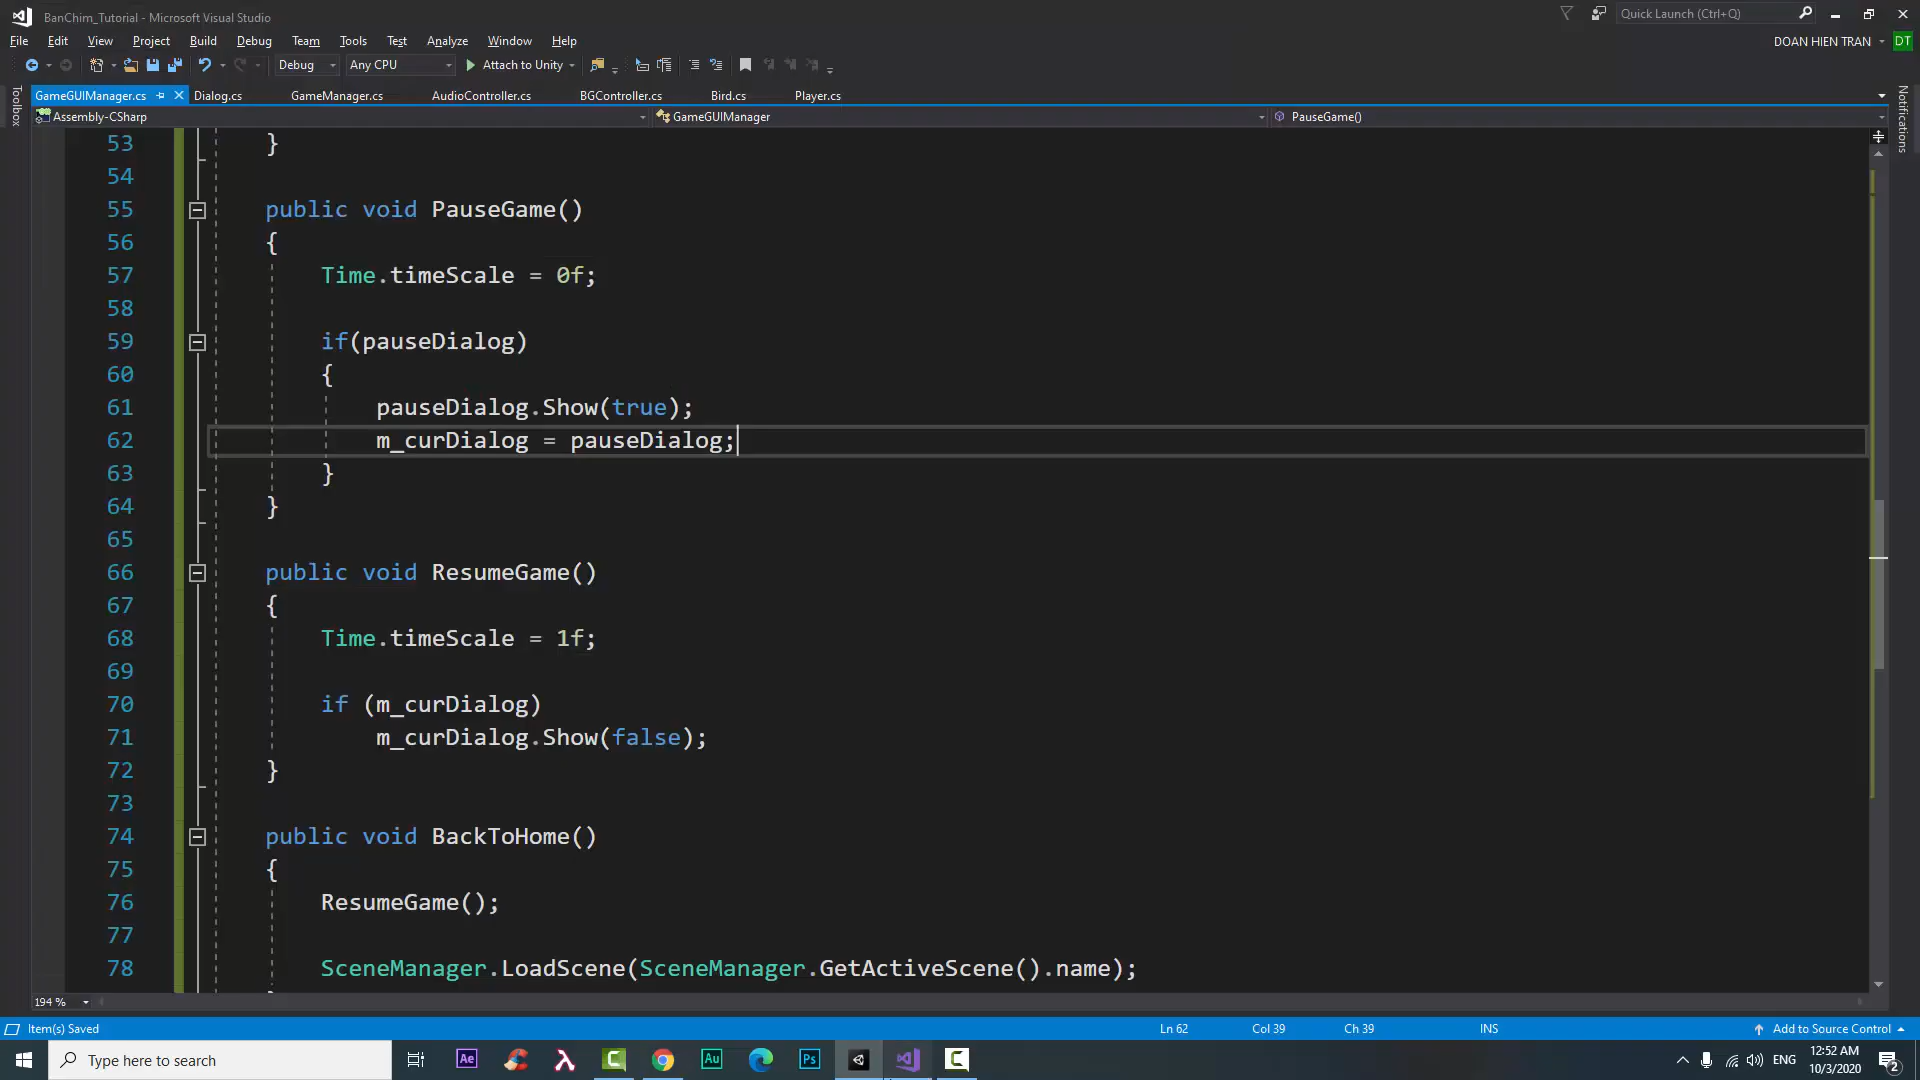 BanChim_Tutorial - Microsoft Visual Studio
Quick Launch (Ctrl+Q)
File Edit View Project Build Debug Team Tools Test Analyze Window Help
DOAN HIEN TRAN DT
Debug Any CPU Attach to Unity
GameGUIManager.cs Dialog.cs GameManager.cs AudioController.cs BGController.cs Bird.cs Player.cs
Toolbox
Notifications
Assembly-CSharp GameGUIManager PauseGame()
53 }
54
55 public void PauseGame()
56 {
57 Time.timeScale = 0f;
58
59 if(pauseDialog)
60 {
61 pauseDialog.Show(true);
62 m_curDialog = pauseDialog;
63 }
64 }
65
66 public void ResumeGame()
67 {
68 Time.timeScale = 1f;
69
70 if (m_curDialog)
71 m_curDialog.Show(false);
72 }
73
74 public void BackToHome()
75 {
76 ResumeGame();
77
78 SceneManager.LoadScene(SceneManager.GetActiveScene().name);
194 %
Item(s) Saved Ln 62 Col 39 Ch 39 INS Add to Source Control
Type here to search
Ae Au Ps
ENG
12:52 AM
10/3/2020
2